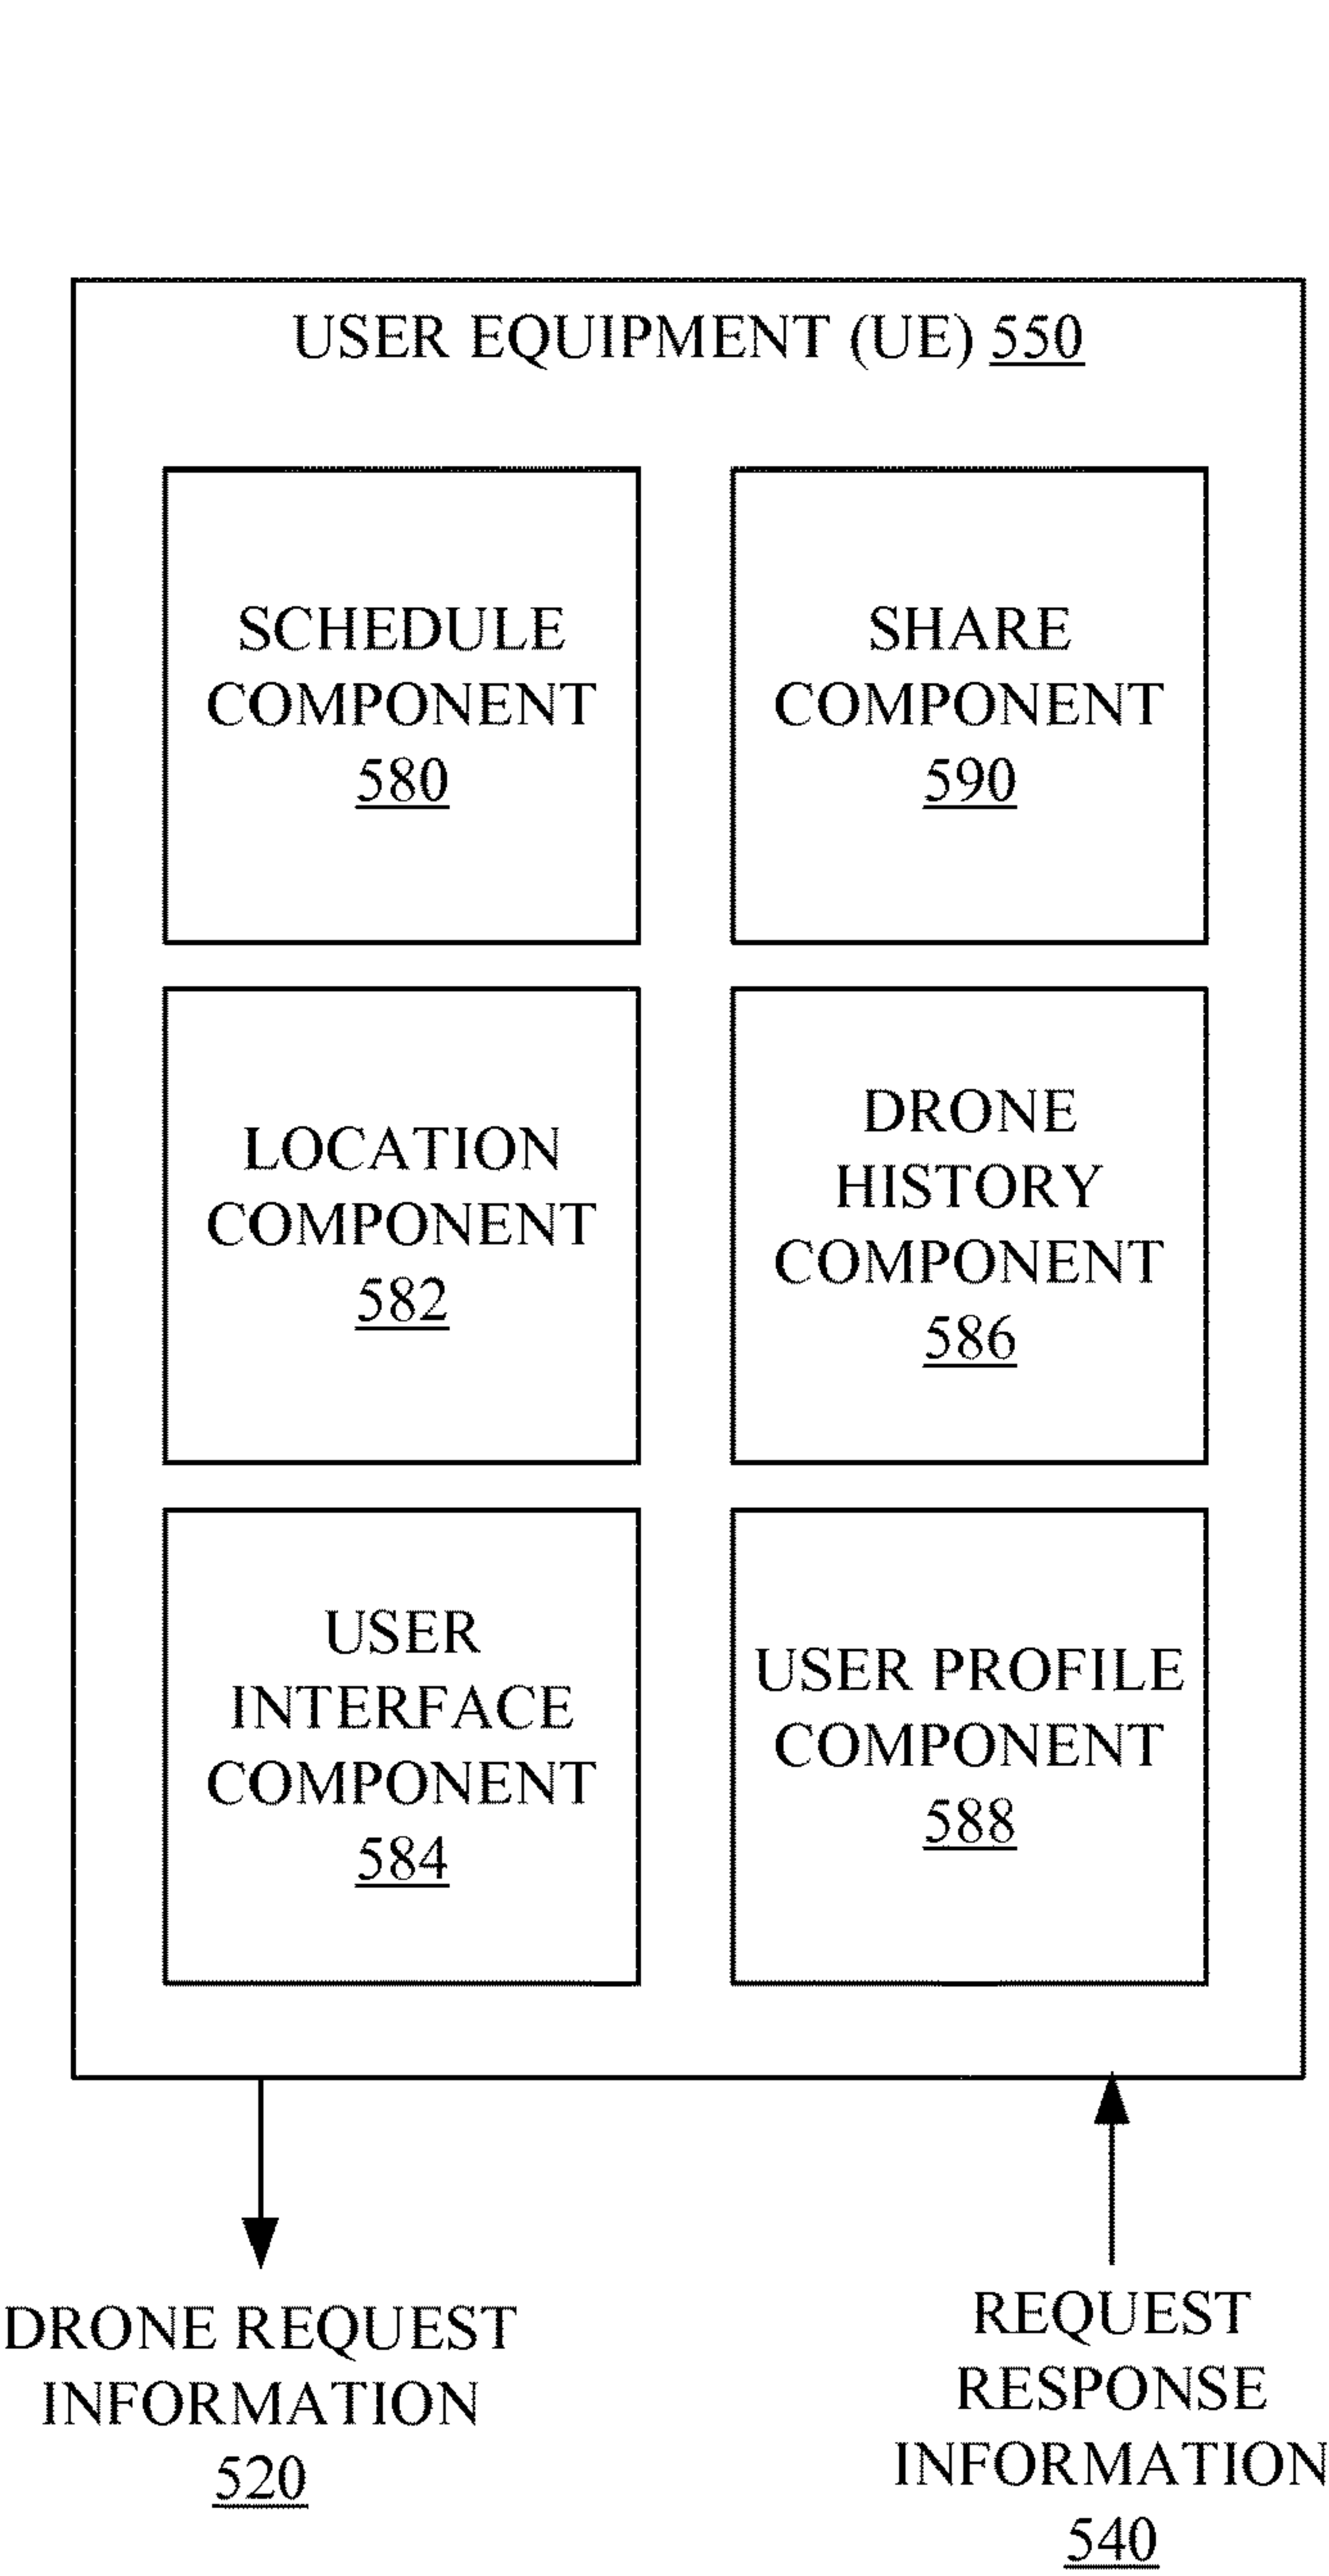 USER EQUIPMENT (UE) 550
SCHEDULE
COMPONENT
580
SHARE
COMPONENT
590
LOCATION
COMPONENT
582
DRONE
HISTORY
COMPONENT
586
USER
INTERFACE
COMPONENT
584
USER PROFILE
COMPONENT
588
DRONE REQUEST
INFORMATION
520
REQUEST
RESPONSE
INFORMATION
540